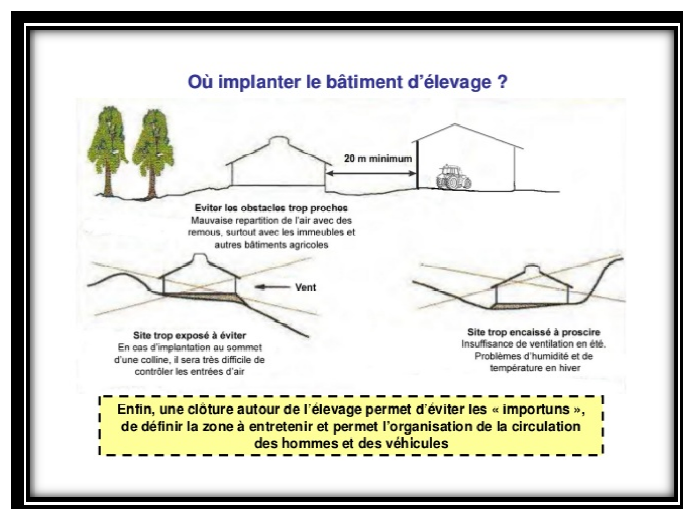 Où implanter le bâtiment d'élevage ?
20 m minimum
Eviter les obstacles trop proches
Mauvaise repartition de l'air avec des
remous, surtout avec les immeubles et
autres bâtiments agricoles
Vent
Site trop exposé à éviter
En cas d'implantation au sommet
d'une colline, il sera très difficile de
contrôler les entrées d'air
Site trop encaissé à proscire
Insuffisance de ventilation en été.
Problèmes d'humidité et de
température en hiver
Enfin, une clôture autour de l'élevage permet d'éviter les « importuns »,
de définir la zone à entretenir et permet l'organisation de la circulation
des hommes et des véhicules